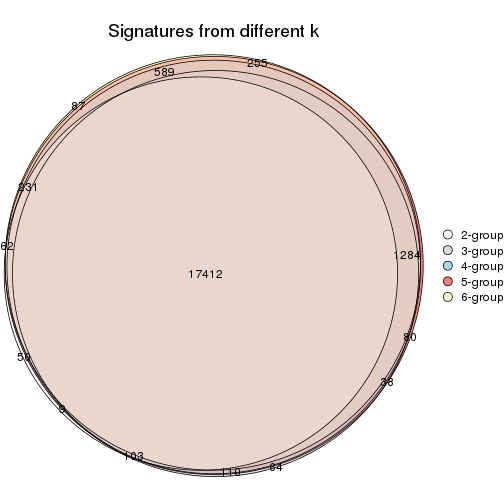 Signatures from different k
255
589
87
231
62
1284
17412
2-group
3-group
4-group
5-group
6-group
80
50
38
9
103
110
64